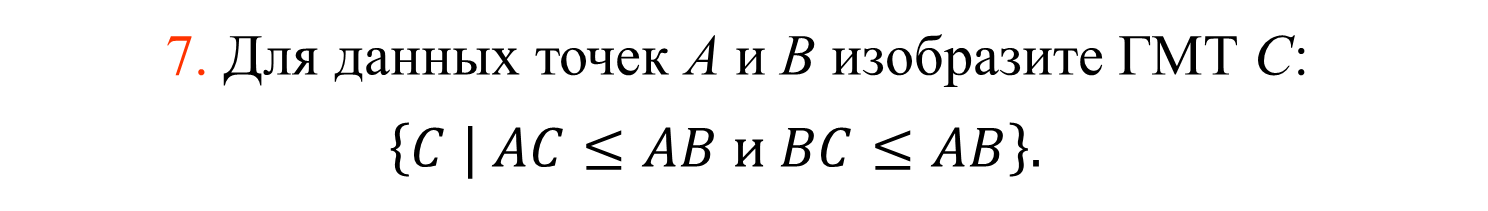 7. Для данных точек A и B изобразите ГМТ C:
{C | AC ≤ AB и BC ≤ AB}.